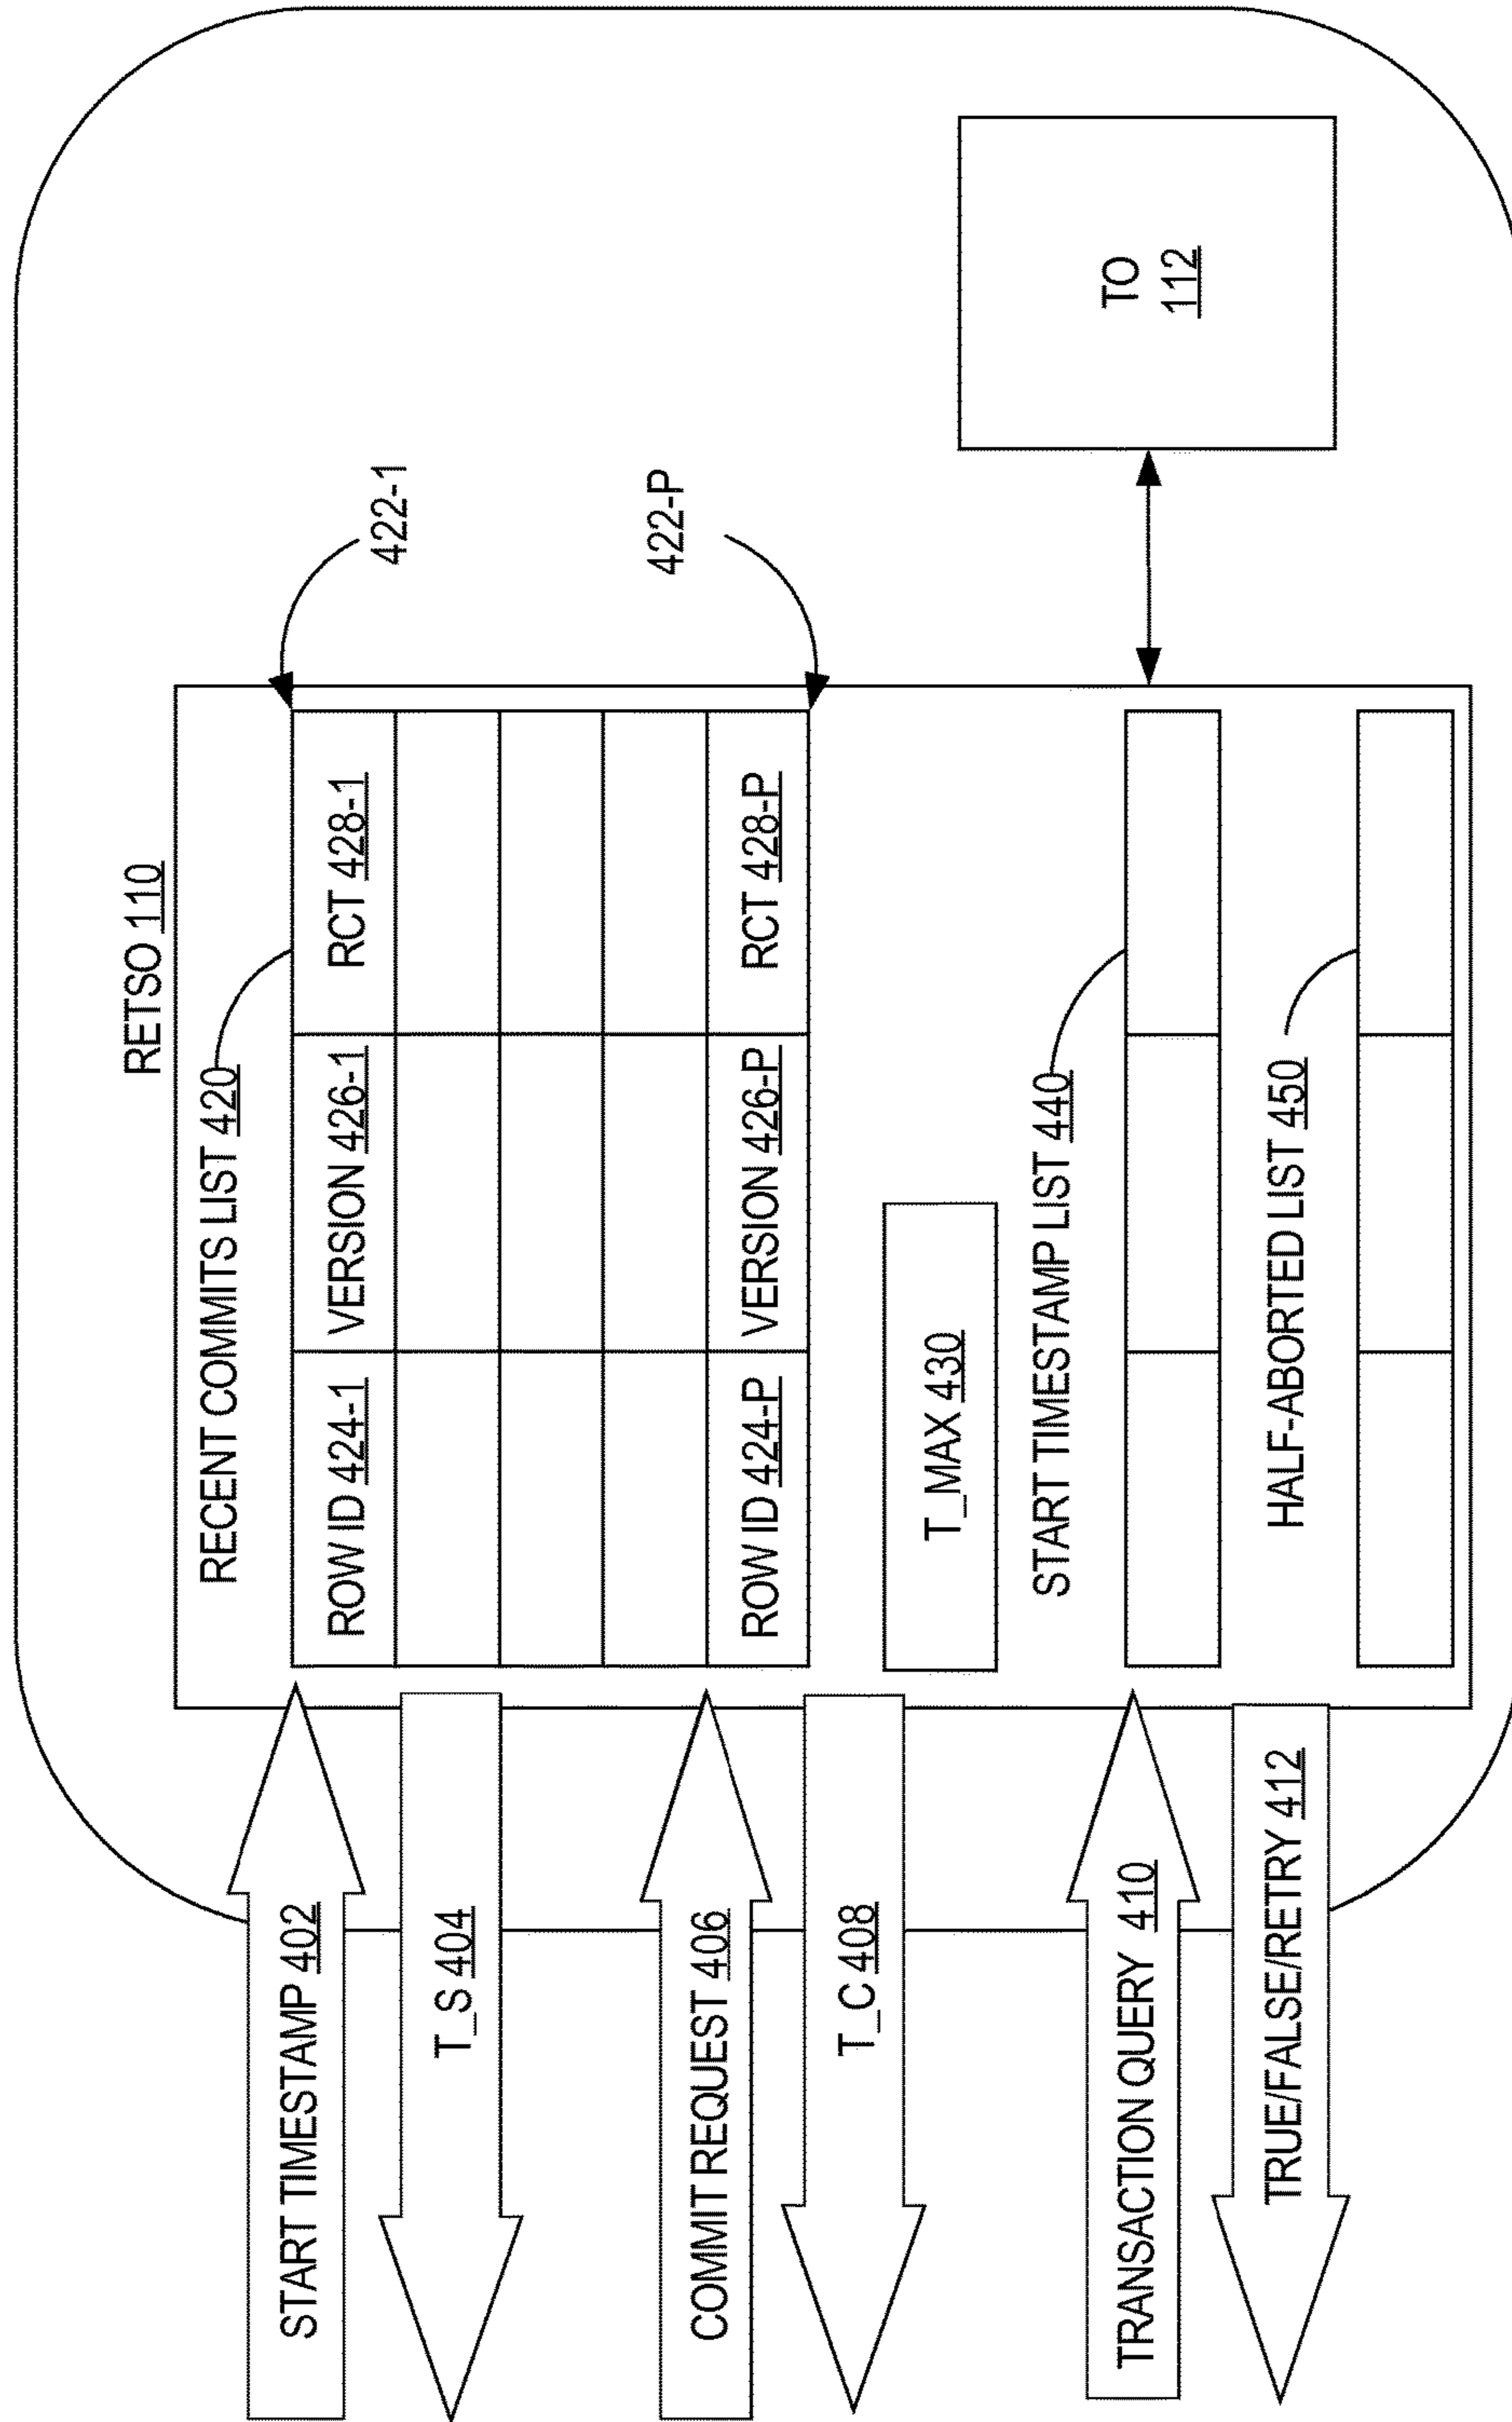 RETSO 110
RECENT COMMITS LIST 420
START TIMESTAMP 402
ROW ID 424-1
VERSION 426-1
RCT 428-1
422-1
T_S 404
COMMIT REQUEST 406
ROW ID 424-P
VERSION 426-P
RCT 428-P
422-P
T_C 408
T_MAX 430
START TIMESTAMP LIST 440
TRANSACTION QUERY 410
TO
112
TRUE/FALSE/RETRY 412
HALF-ABORTED LIST 450